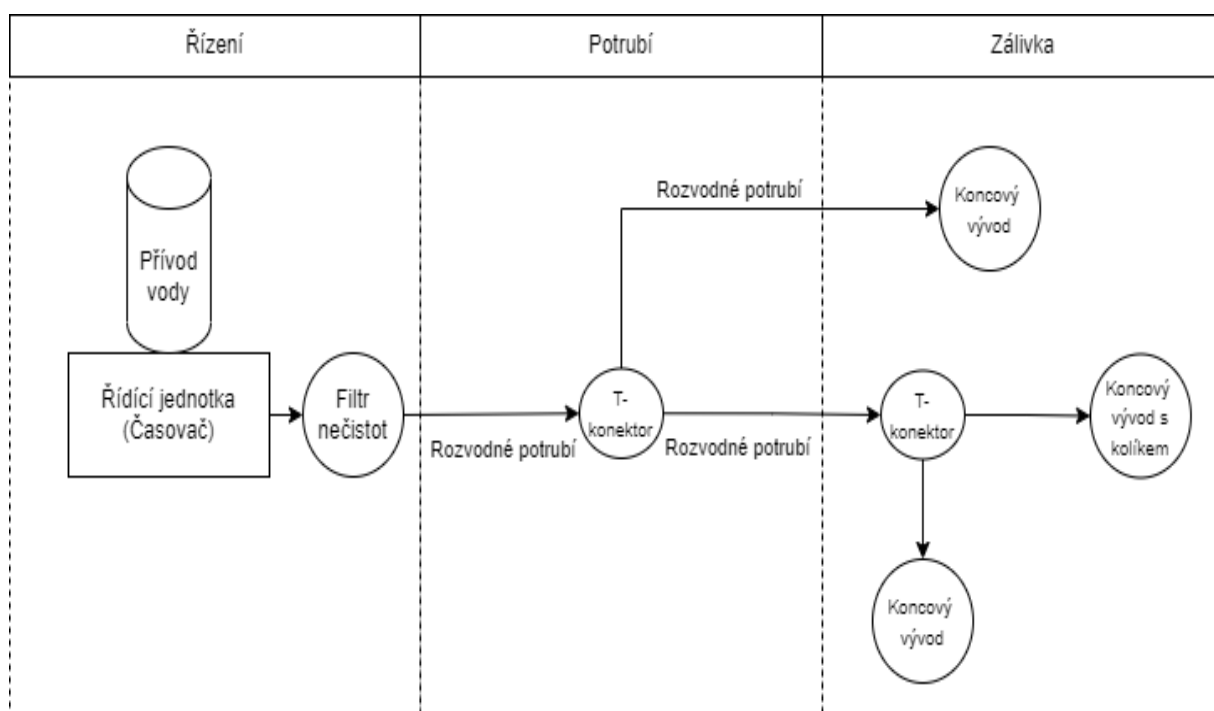 Řízení
Potrubí
Zálivka
Přívod
vody
Řídící jednotka
(Časovač)
Filtr
nečistot
Rozvodné potrubí
T-
konektor
Rozvodné potrubí
Rozvodné potrubí
Koncový
vývod
T-
konektor
Koncový
vývod s
kolíkem
Koncový
vývod